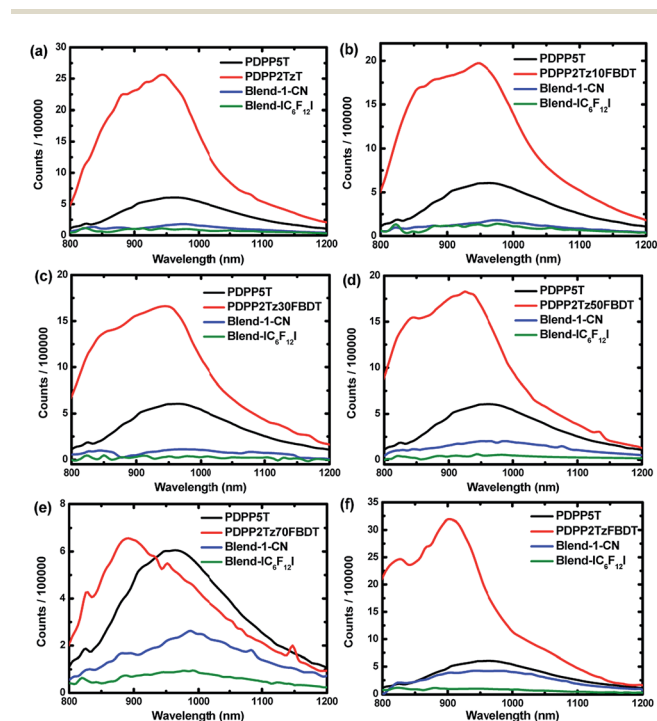 (a)
Counts / 100000
30
25
20
15
10
5
0
PDPP5T
PDPP2TzT
Blend-1-CN
Blend-IC₆F₁₂I
800 900 1000 1100 1200
Wavelength (nm)
(b)
Counts / 100000
20
15
10
5
0
PDPP5T
PDPP2Tz10FBDT
Blend-1-CN
Blend-IC₆F₁₂I
800 900 1000 1100 1200
Wavelength (nm)
(c)
Counts / 100000
20
15
10
5
0
PDPP5T
PDPP2Tz30FBDT
Blend-1-CN
Blend-IC₆F₁₂I
800 900 1000 1100 1200
Wavelength (nm)
(d)
Counts / 100000
20
15
10
5
0
PDPP5T
PDPP2Tz50FBDT
Blend-1-CN
Blend-IC₆F₁₂I
800 900 1000 1100 1200
Wavelength (nm)
(e)
Counts / 100000
8
6
4
2
0
PDPP5T
PDPP2Tz70FBDT
Blend-1-CN
Blend-IC₆F₁₂I
800 900 1000 1100 1200
Wavelength (nm)
(f)
Counts / 100000
35
30
25
20
15
10
5
0
PDPP5T
PDPP2TzFBDT
Blend-1-CN
Blend-IC₆F₁₂I
800 900 1000 1100 1200
Wavelength (nm)